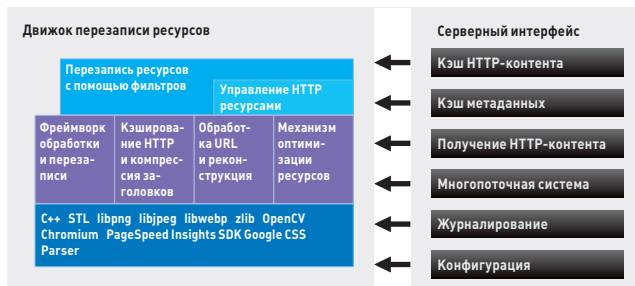 Движок перезаписи ресурсов
Перезапись ресурсов
с помощью фильтров
Управление HTTP
ресурсами
Фреймворк
обработки
и переза-
писи
Кэширова-
ние HTTP
и компрес-
сия за-
головков
Обработ-
ка URL
и рекон-
струкция
Механизм
оптими-
зации
ресурсов
C++ STL libpng libjpeg libwebp zlib OpenCV
Chromium PageSpeed Insights SDK Google CSS
Parser
Серверный интерфейс
Кэш HTTP-контента
Кэш метаданных
Получение HTTP-контента
Многопоточная система
Журналирование
Конфигурация